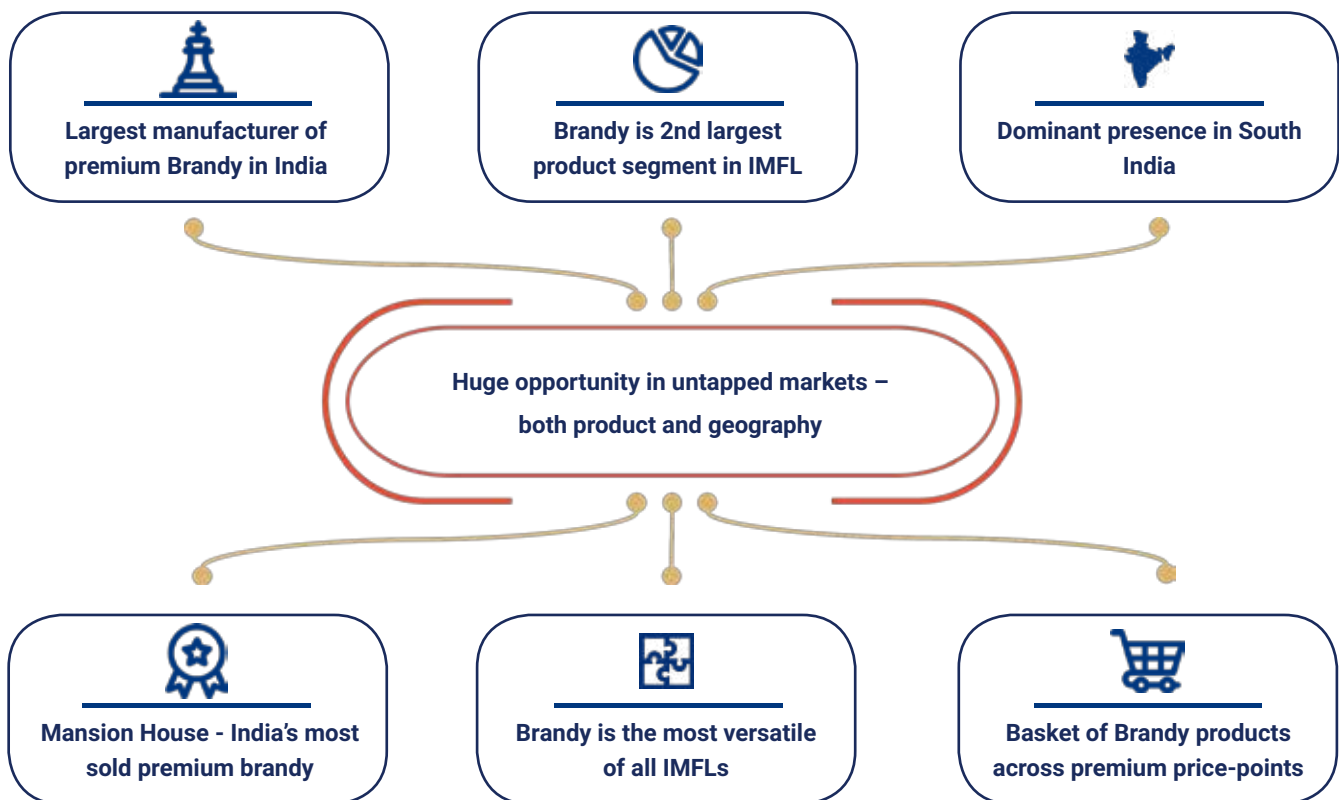 Largest manufacturer of
premium Brandy in India
Brandy is 2nd largest
product segment in IMFL
Dominant presence in South
India
Huge opportunity in untapped markets –
both product and geography
Mansion House - India’s most
sold premium brandy
Brandy is the most versatile
of all IMFLs
Basket of Brandy products
across premium price-points